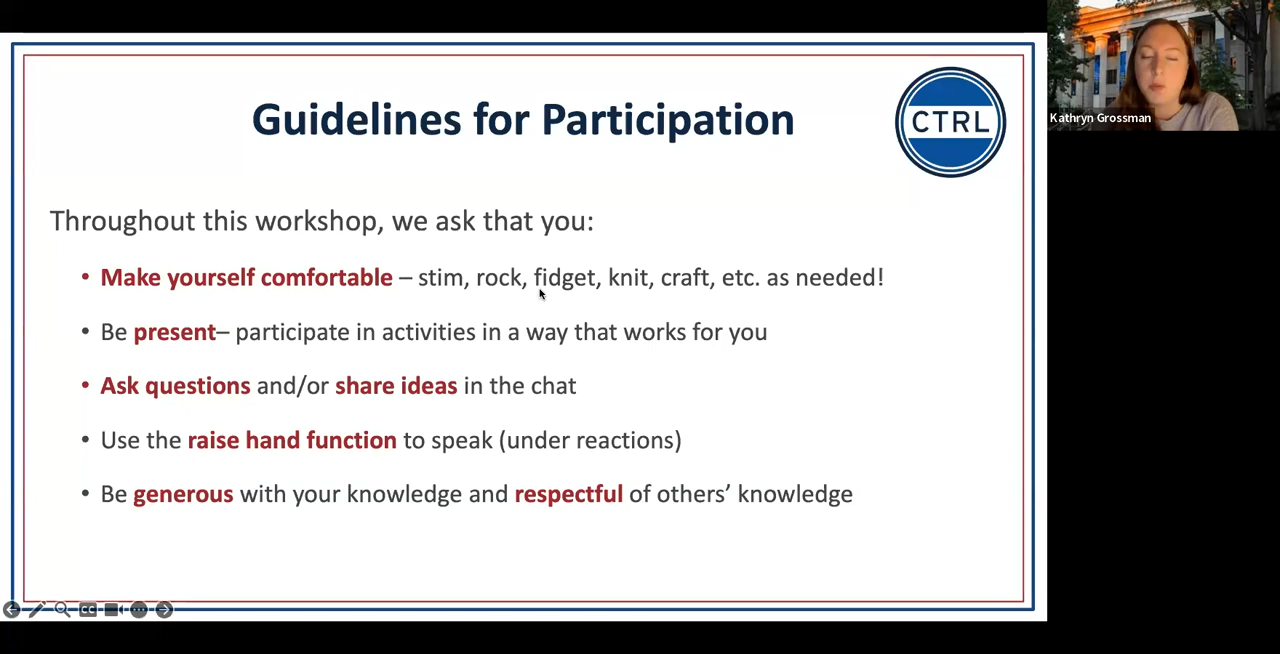 Guidelines for Participation
CTRL
Kathryn Grossman
Throughout this workshop, we ask that you:
• Make yourself comfortable – stim, rock, fidget, knit, craft, etc. as needed!
• Be present– participate in activities in a way that works for you
• Ask questions and/or share ideas in the chat
• Use the raise hand function to speak (under reactions)
• Be generous with your knowledge and respectful of others’ knowledge
CC